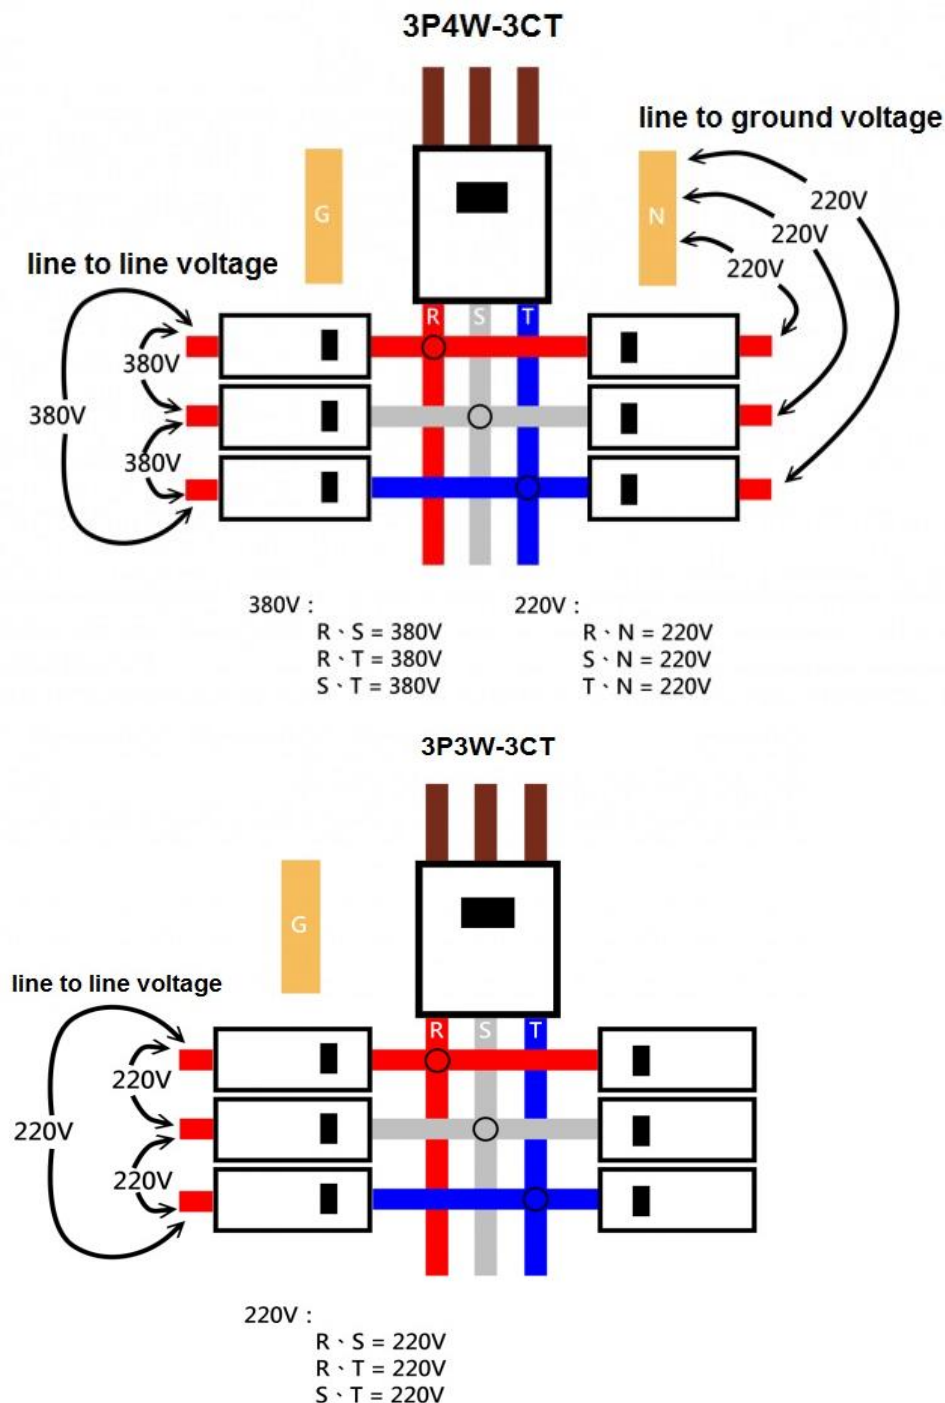 3P4W-3CT
line to ground voltage
G
N
220V
220V
220V
line to line voltage
R S T
380V
380V
380V
380V :
R、S = 380V
R、T = 380V
S、T = 380V
220V :
R、N = 220V
S、N = 220V
T、N = 220V
3P3W-3CT
G
line to line voltage
R S T
220V
220V
220V
220V :
R、S = 220V
R、T = 220V
S、T = 220V